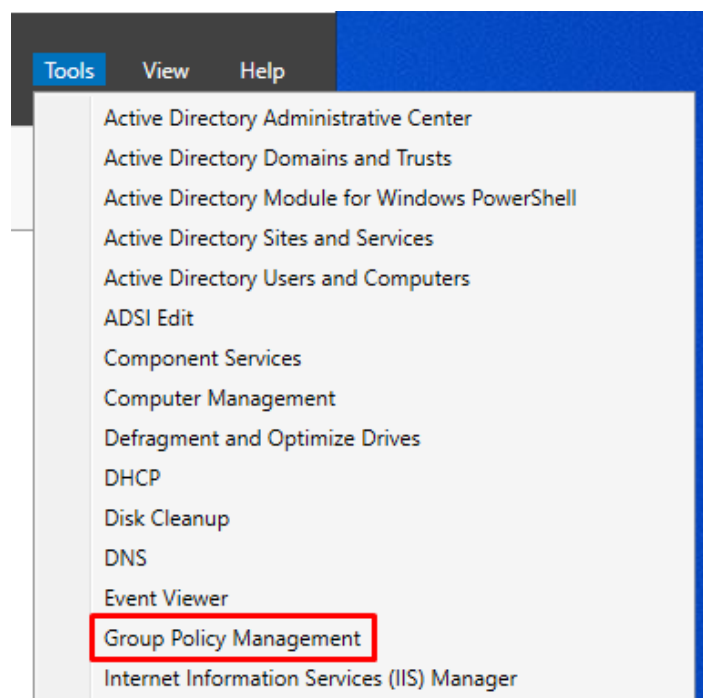 Tools View Help
Active Directory Administrative Center
Active Directory Domains and Trusts
Active Directory Module for Windows PowerShell
Active Directory Sites and Services
Active Directory Users and Computers
ADSI Edit
Component Services
Computer Management
Defragment and Optimize Drives
DHCP
Disk Cleanup
DNS
Event Viewer
Group Policy Management
Internet Information Services (IIS) Manager